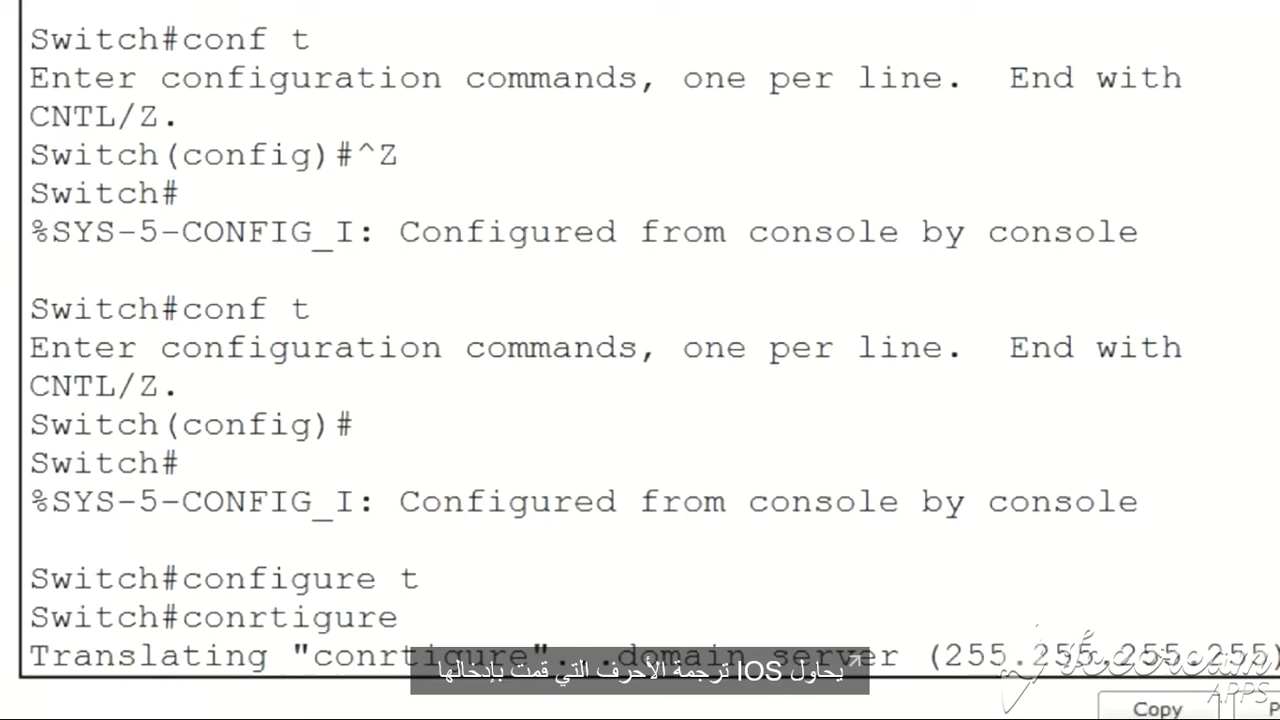 Switch#conf t
Enter configuration commands, one per line.  End with
CNTL/Z.
Switch(config)#^Z
Switch#
%SYS-5-CONFIG_I: Configured from console by console
Switch#conf t
Enter configuration commands, one per line.  End with
CNTL/Z.
Switch(config)#
Switch#
%SYS-5-CONFIG_I: Configured from console by console
Switch#configure t
Switch#conrtigure
Translating "conrtigure"...domain server (255.255.255.255)
يحاول IOS ترجمة الأحرف التي قمت بإدخالها
APPS
Copy